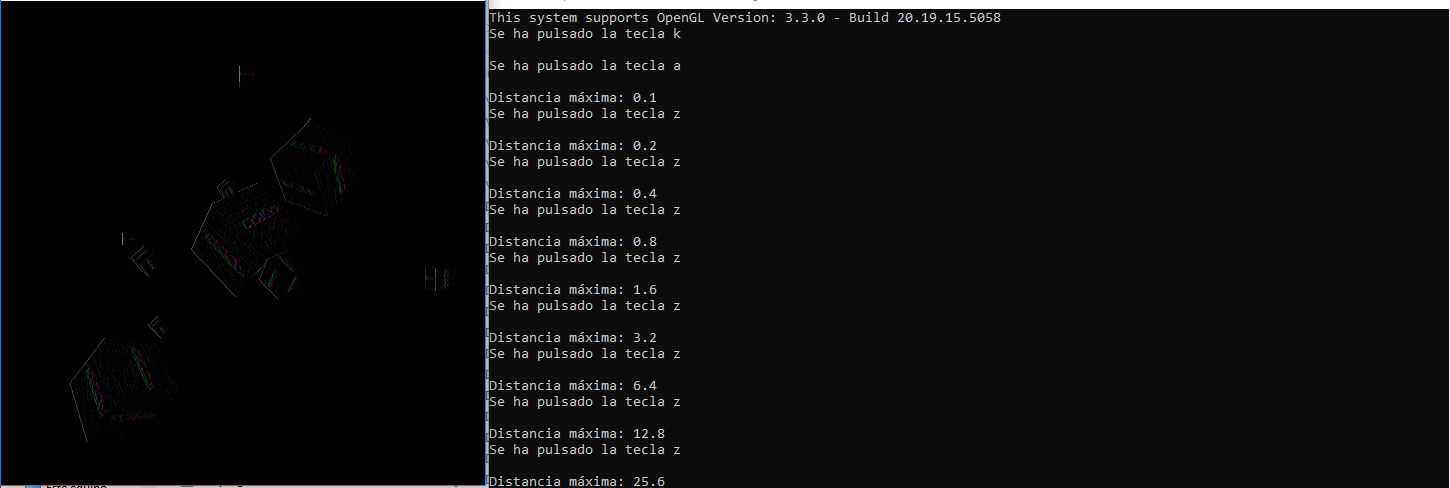 This system supports OpenGL Version: 3.3.0 - Build 20.19.15.5058
Se ha pulsado la tecla k
Se ha pulsado la tecla a
Distancia máxima: 0.1
Se ha pulsado la tecla z
Distancia máxima: 0.2
Se ha pulsado la tecla z
Distancia máxima: 0.4
Se ha pulsado la tecla z
Distancia máxima: 0.8
Se ha pulsado la tecla z
Distancia máxima: 1.6
Se ha pulsado la tecla z
Distancia máxima: 3.2
Se ha pulsado la tecla z
Distancia máxima: 6.4
Se ha pulsado la tecla z
Distancia máxima: 12.8
Se ha pulsado la tecla z
Distancia máxima: 25.6